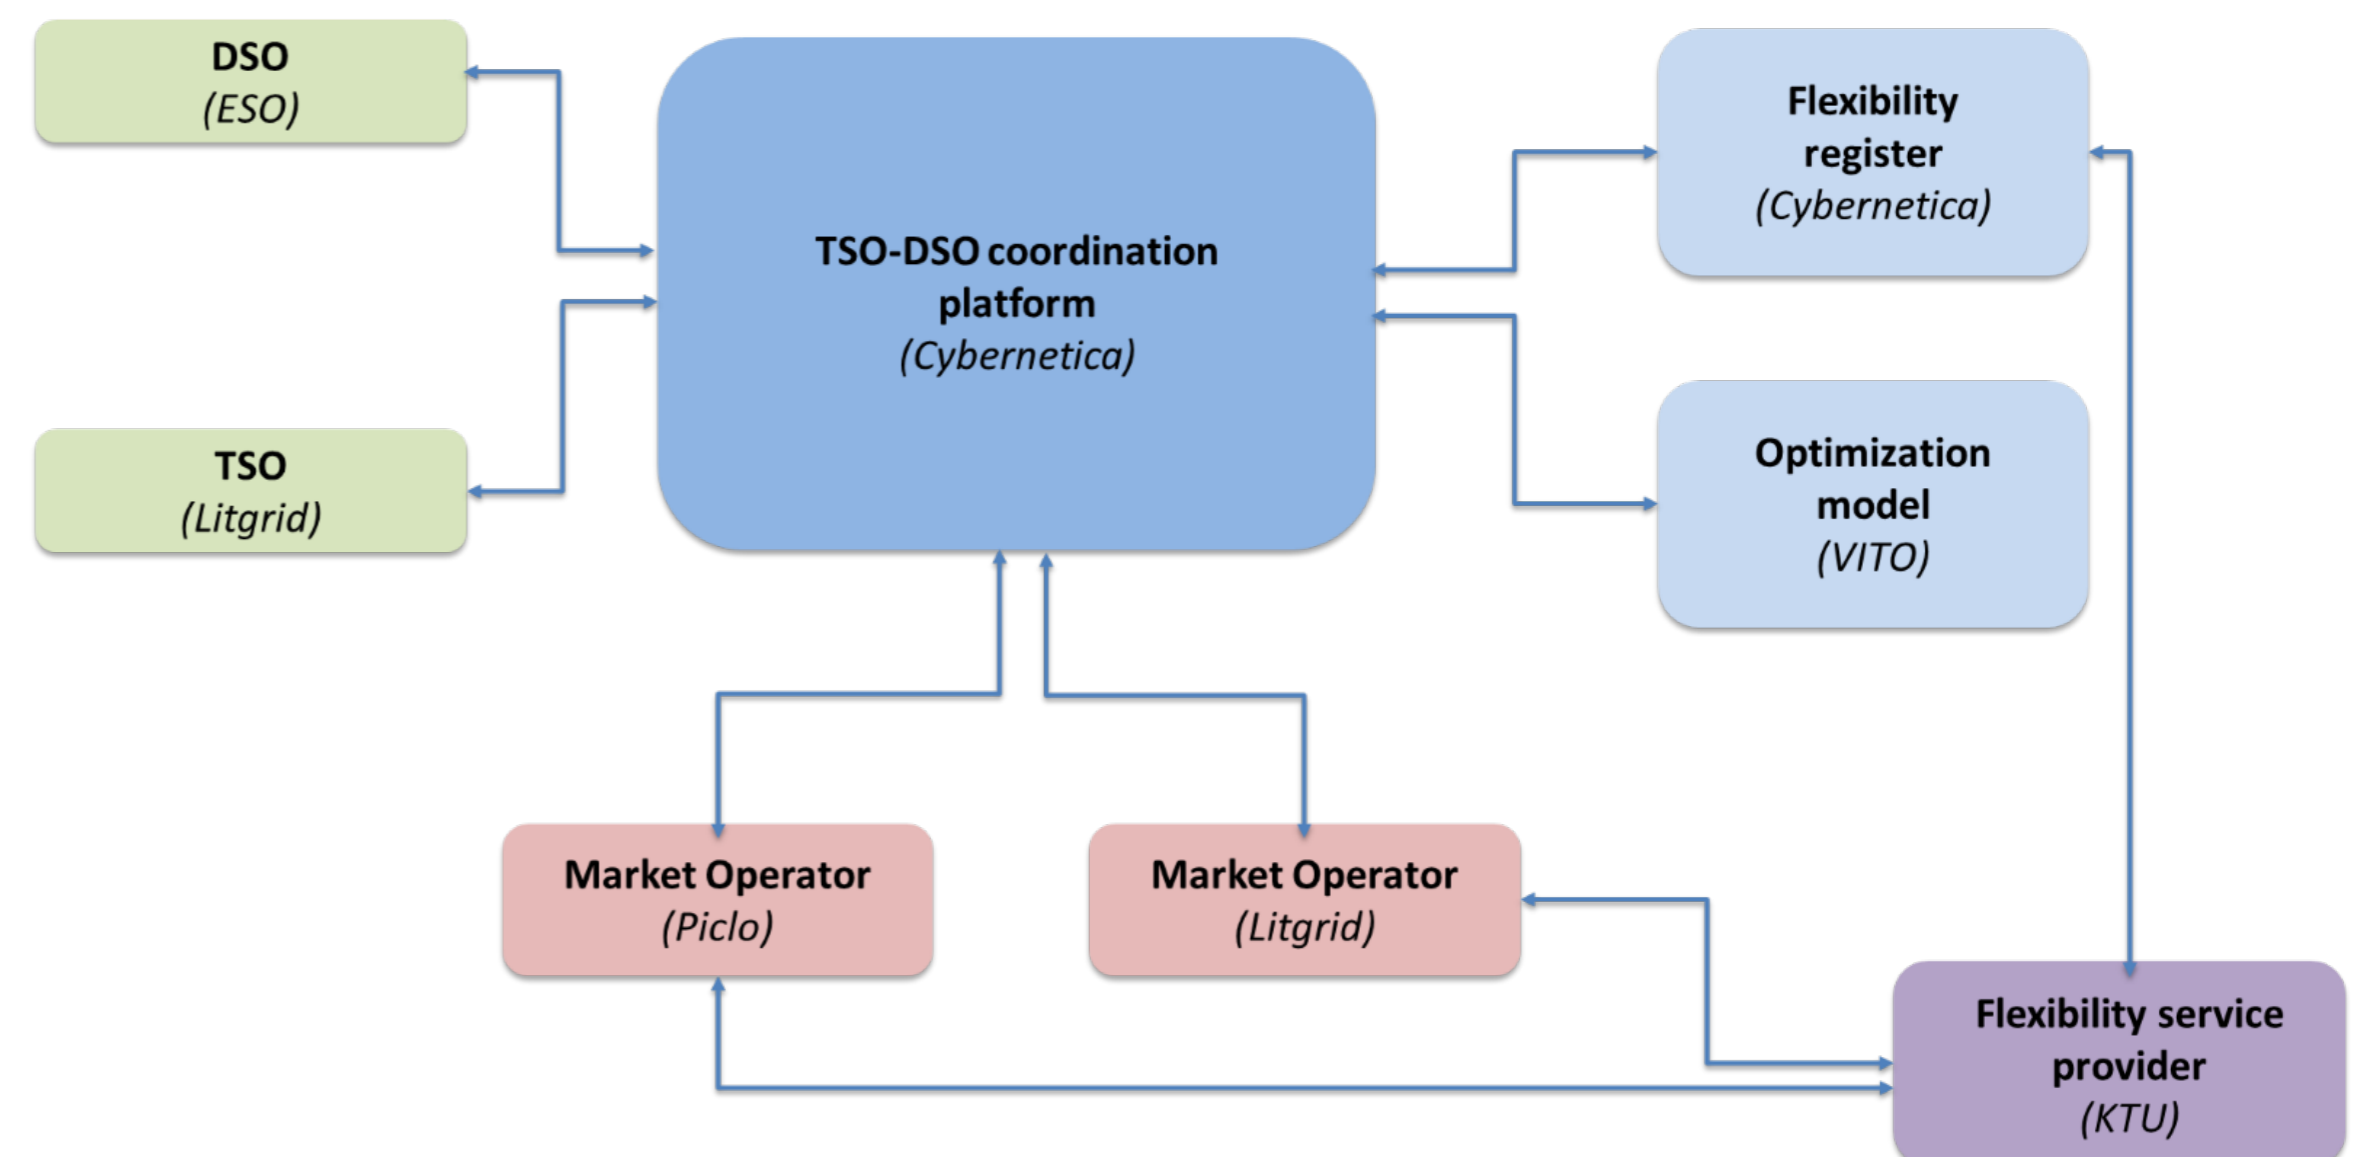 DSO
(ESO)
TSO-DSO coordination
platform
(Cybernetica)
Flexibility
register
(Cybernetica)
TSO
(Litgrid)
Optimization
model
(VITO)
Market Operator
(Piclo)
Market Operator
(Litgrid)
Flexibility service
provider
(KTU)